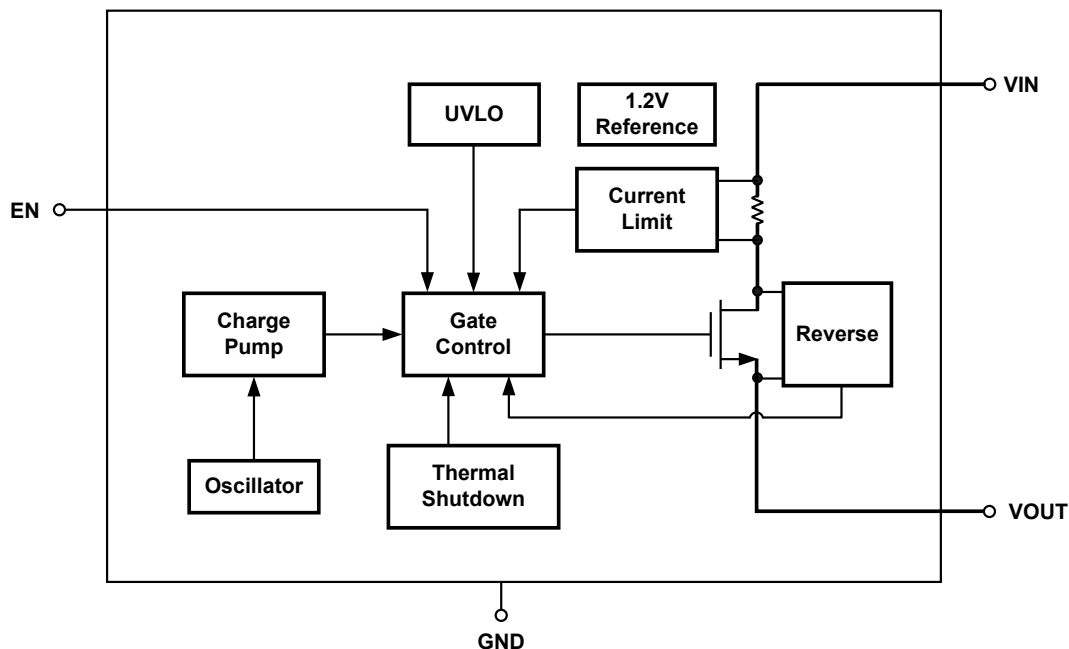 VIN
UVLO
1.2V
Reference
Current
Limit
EN
Charge
Pump
Gate
Control
Reverse
Oscillator
Thermal
Shutdown
VOUT
GND